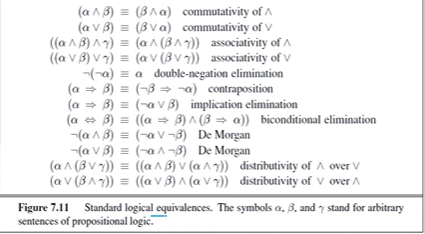 (α ∧ β) ≡ (β ∧ α) commutativity of ∧
(α ∨ β) ≡ (β ∨ α) commutativity of ∨
((α ∧ β) ∧ γ) ≡ (α ∧ (β ∧ γ)) associativity of ∧
((α ∨ β) ∨ γ) ≡ (α ∨ (β ∨ γ)) associativity of ∨
¬(¬α) ≡ α double-negation elimination
(α ⇒ β) ≡ (¬β ⇒ ¬α) contraposition
(α ⇒ β) ≡ (¬α ∨ β) implication elimination
(α ⇔ β) ≡ ((α ⇒ β) ∧ (β ⇒ α)) biconditional elimination
¬(α ∧ β) ≡ (¬α ∨ ¬β) De Morgan
¬(α ∨ β) ≡ (¬α ∧ ¬β) De Morgan
(α ∧ (β ∨ γ)) ≡ ((α ∧ β) ∨ (α ∧ γ)) distributivity of ∧ over ∨
(α ∨ (β ∧ γ)) ≡ ((α ∨ β) ∧ (α ∨ γ)) distributivity of ∨ over ∧
Figure 7.11 Standard logical equivalences. The symbols α, β, and γ stand for arbitrary
sentences of propositional logic.